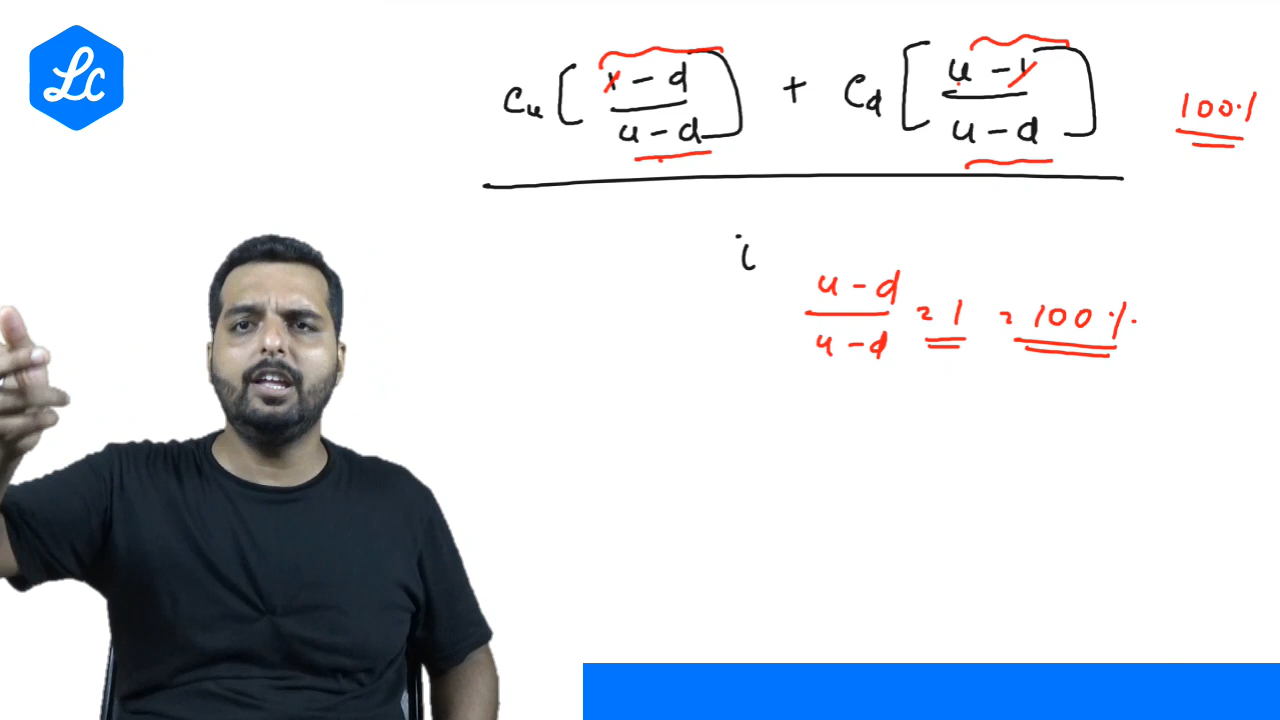 Lc
Cu [ r - d / u - d ] + Cd [ u - r / u - d ]
100%
i
u - d / u - d = 1 = 100%